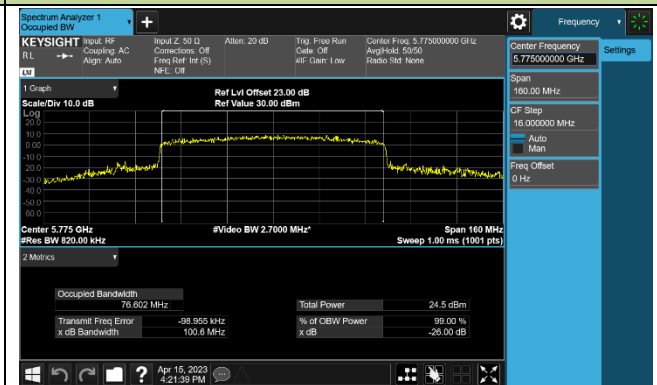 Spectrum Analyzer 1
Occupied BW
KEYSIGHT
RL
LXI
Input: RF
Coupling: AC
Align: Auto
Input Z: 50 Ω
Corrections: Off
Freq Ref: Int (S)
NFE: Off
Atten: 20 dB
Trig: Free Run
Gate: Off
#IF Gain: Low
Center Freq: 5.775000000 GHz
Avg|Hold: 50/50
Radio Std: None
1 Graph
Scale/Div 10.0 dB
Ref Lvl Offset 23.00 dB
Ref Value 30.00 dBm
Log
20.0
10.0
0.00
-10.0
-20.0
-30.0
-40.0
-50.0
-60.0
Center 5.775 GHz
#Res BW 820.00 kHz
#Video BW 2.7000 MHz*
Span 160 MHz
Sweep 1.00 ms (1001 pts)
2 Metrics
Occupied Bandwidth
76.602 MHz
Total Power 24.5 dBm
Transmit Freq Error -98.955 kHz
% of OBW Power 99.00 %
x dB Bandwidth 100.6 MHz
x dB -26.00 dB
Apr 15, 2023
4:21:39 PM
Frequency
Settings
Center Frequency
5.775000000 GHz
Span
160.00 MHz
CF Step
16.000000 MHz
Auto
Man
Freq Offset
0 Hz